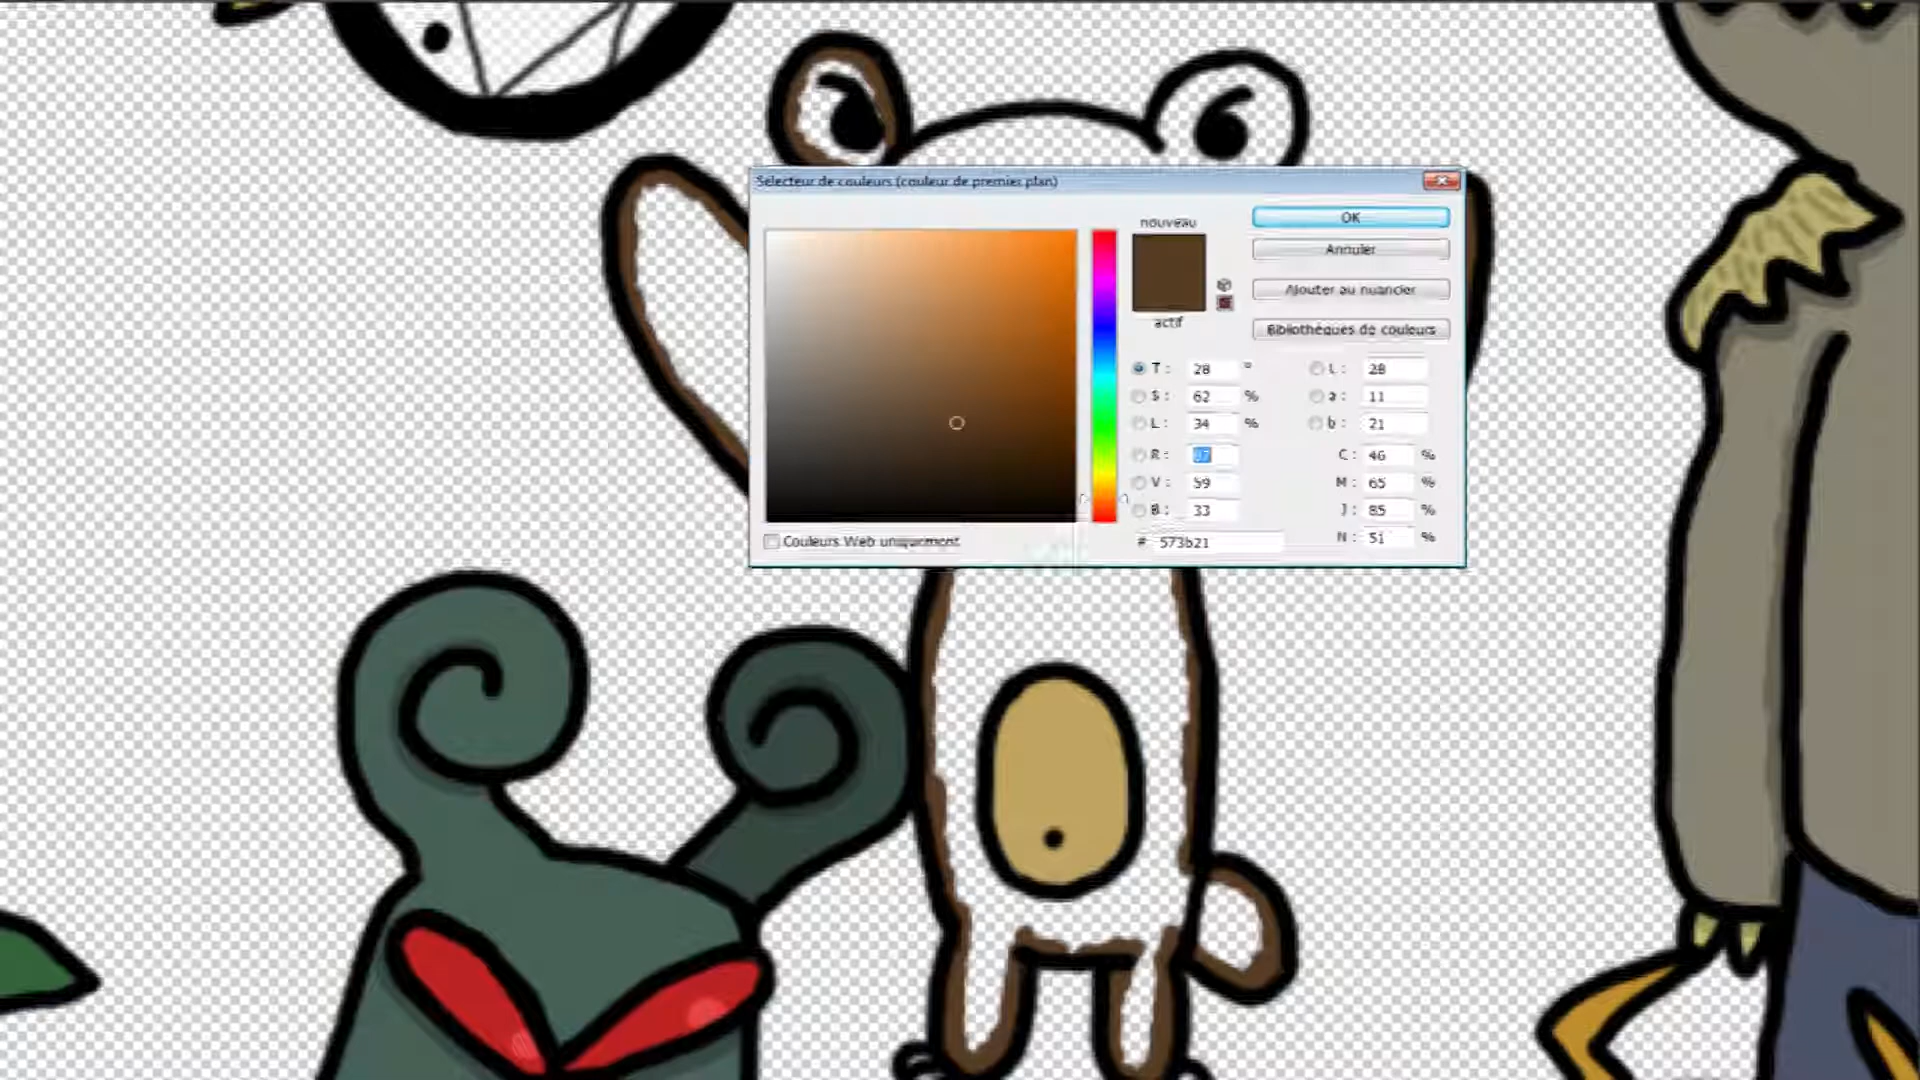 Sélecteur de couleurs (couleur de premier plan)
nouveau
actif
OK
Annuler
Ajouter au nuancier
Bibliothèques de couleurs
T : 28 °
S : 62 %
L : 34 %
R : 87
V : 59
B : 33
# 573b21
L : 28
a : 11
b : 21
C : 46 %
M : 65 %
J : 85 %
N : 51 %
Couleurs Web uniquement